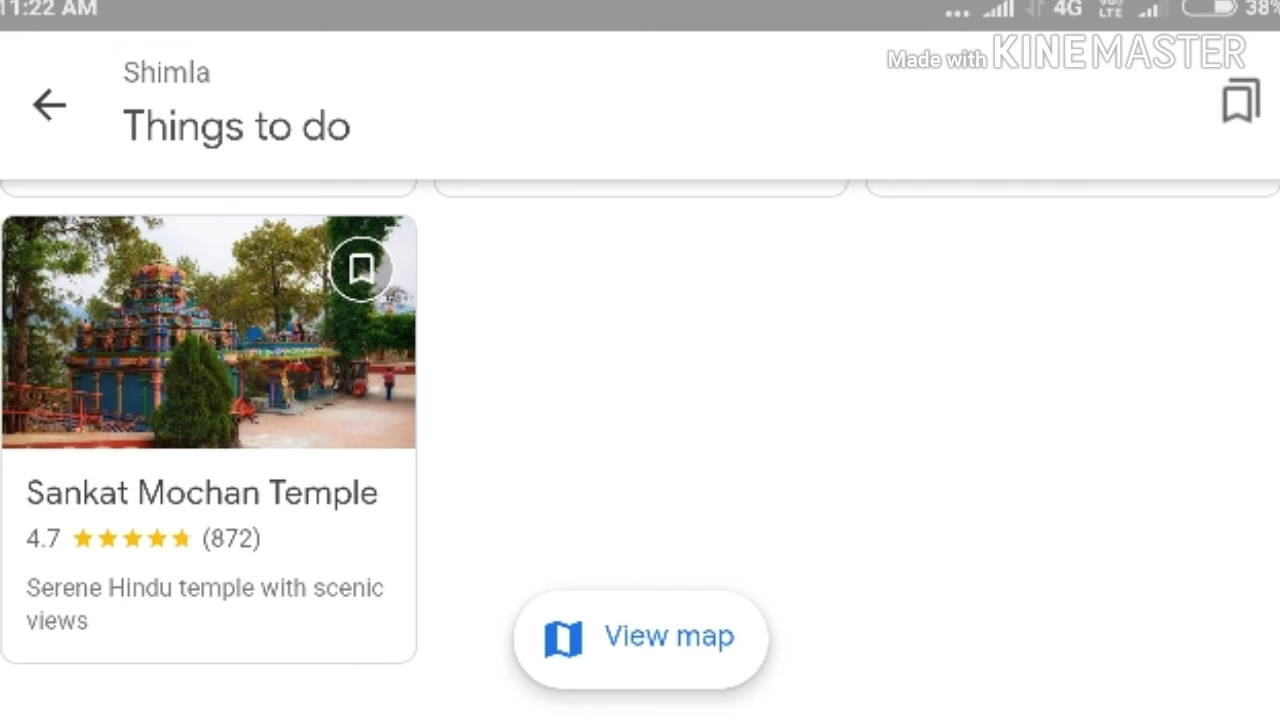 11:22 AM
4G
VoLTE
38%
Made with KINEMASTER
Shimla
Things to do
Sankat Mochan Temple
4.7
(872)
Serene Hindu temple with scenic
views
View map